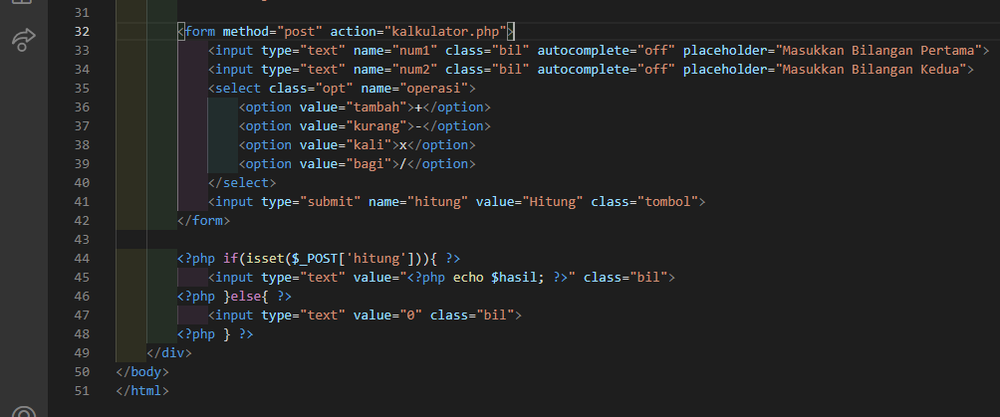 31
32 <form method="post" action="kalkulator.php">
33 <input type="text" name="num1" class="bil" autocomplete="off" placeholder="Masukkan Bilangan Pertama">
34 <input type="text" name="num2" class="bil" autocomplete="off" placeholder="Masukkan Bilangan Kedua">
35 <select class="opt" name="operasi">
36 <option value="tambah">+</option>
37 <option value="kurang">-</option>
38 <option value="kali">x</option>
39 <option value="bagi">/</option>
40 </select>
41 <input type="submit" name="hitung" value="Hitung" class="tombol">
42 </form>
43
44 <?php if(isset($_POST['hitung'])){ ?>
45 <input type="text" value="<?php echo $hasil; ?>" class="bil">
46 <?php }else{ ?>
47 <input type="text" value="0" class="bil">
48 <?php } ?>
49 </div>
50 </body>
51 </html>